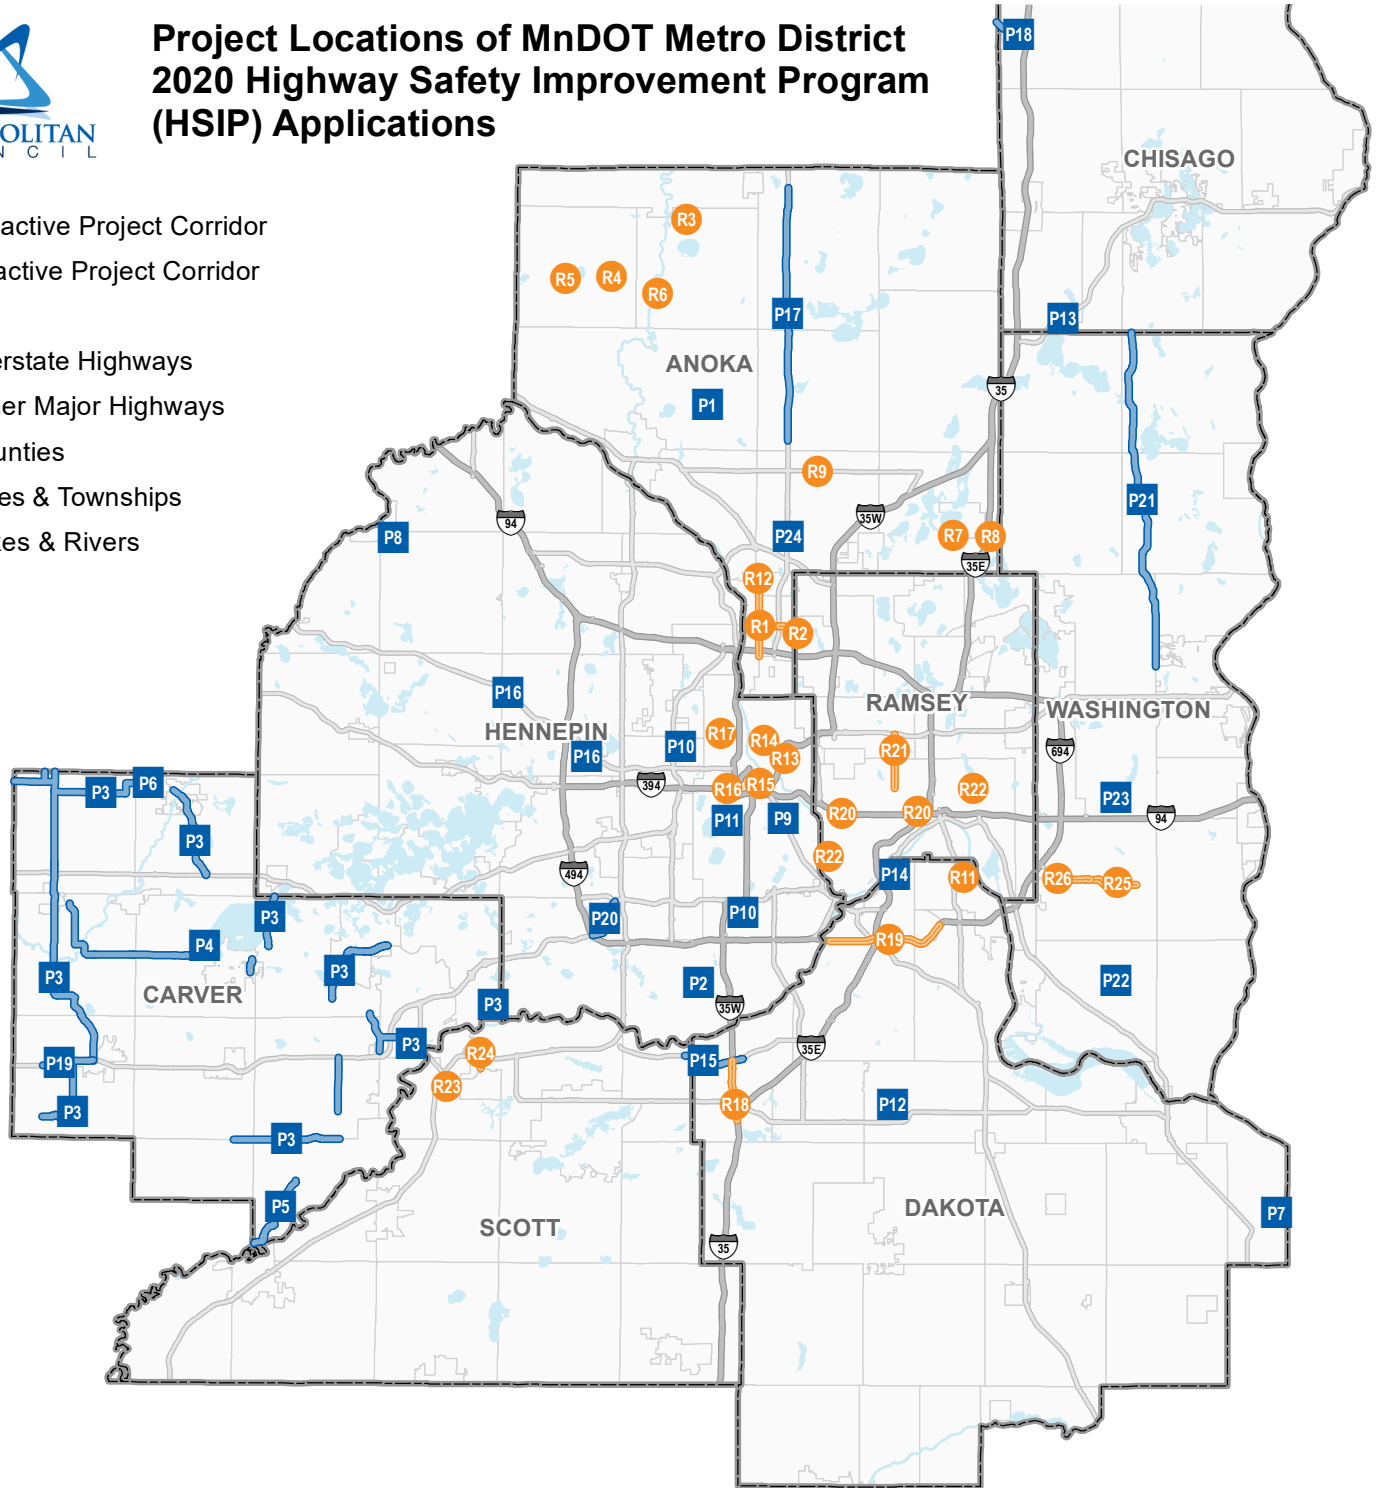 Project Locations of MnDOT Metro District
2020 Highway Safety Improvement Program
(HSIP) Applications
OLITAN
N C I L
active Project Corridor
active Project Corridor
erstate Highways
er Major Highways
unties
es & Townships
kes & Rivers
P18
CHISAGO
R3
R5
R4
R6
P17
P13
ANOKA
35
P1
R9
P21
94
35W
P8
P24
R7
R8
35E
R12
R1
R2
P16
RAMSEY
WASHINGTON
HENNEPIN
R17
R14
P10
P16
R13
R21
694
P3
P6
394
R16
R15
R22
P23
P11
P9
R20
R20
94
P3
R22
494
P14
R11
R26
R25
P3
P20
P10
P4
R19
P3
P3
P2
P22
CARVER
P3
35W
P3
35E
R24
P15
P19
R23
P3
R18
P12
P3
P5
P7
DAKOTA
SCOTT
35